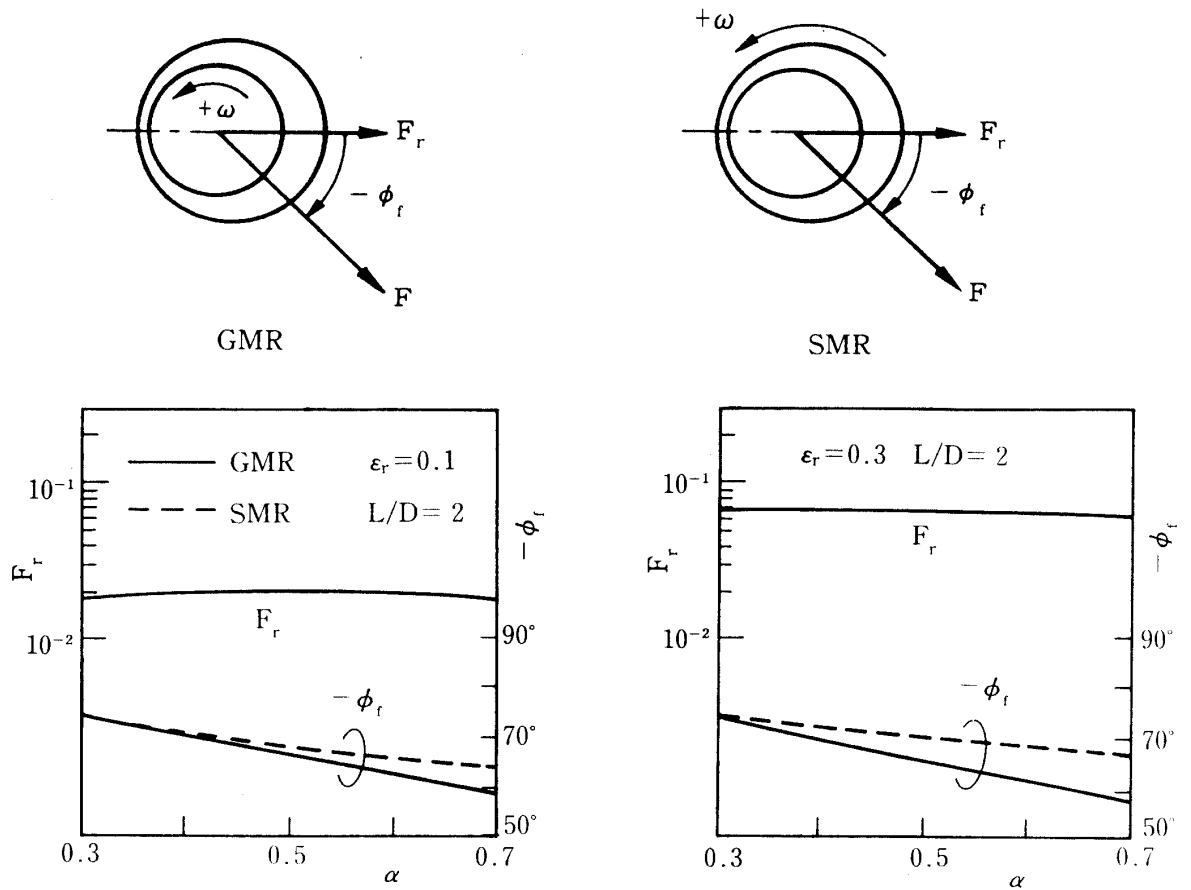 +ω
F_r
− ϕ_f
F
GMR
+ω
F_r
− ϕ_f
F
SMR
GMR ε_r=0.1
SMR L/D=2
10⁻¹
F_r
10⁻²
F_r
−ϕ_f
90°
70°
50°
− ϕ_f
0.3 0.5 0.7
α
ε_r=0.3 L/D=2
10⁻¹
F_r
10⁻²
F_r
−ϕ_f
90°
70°
50°
− ϕ_f
0.3 0.5 0.7
α